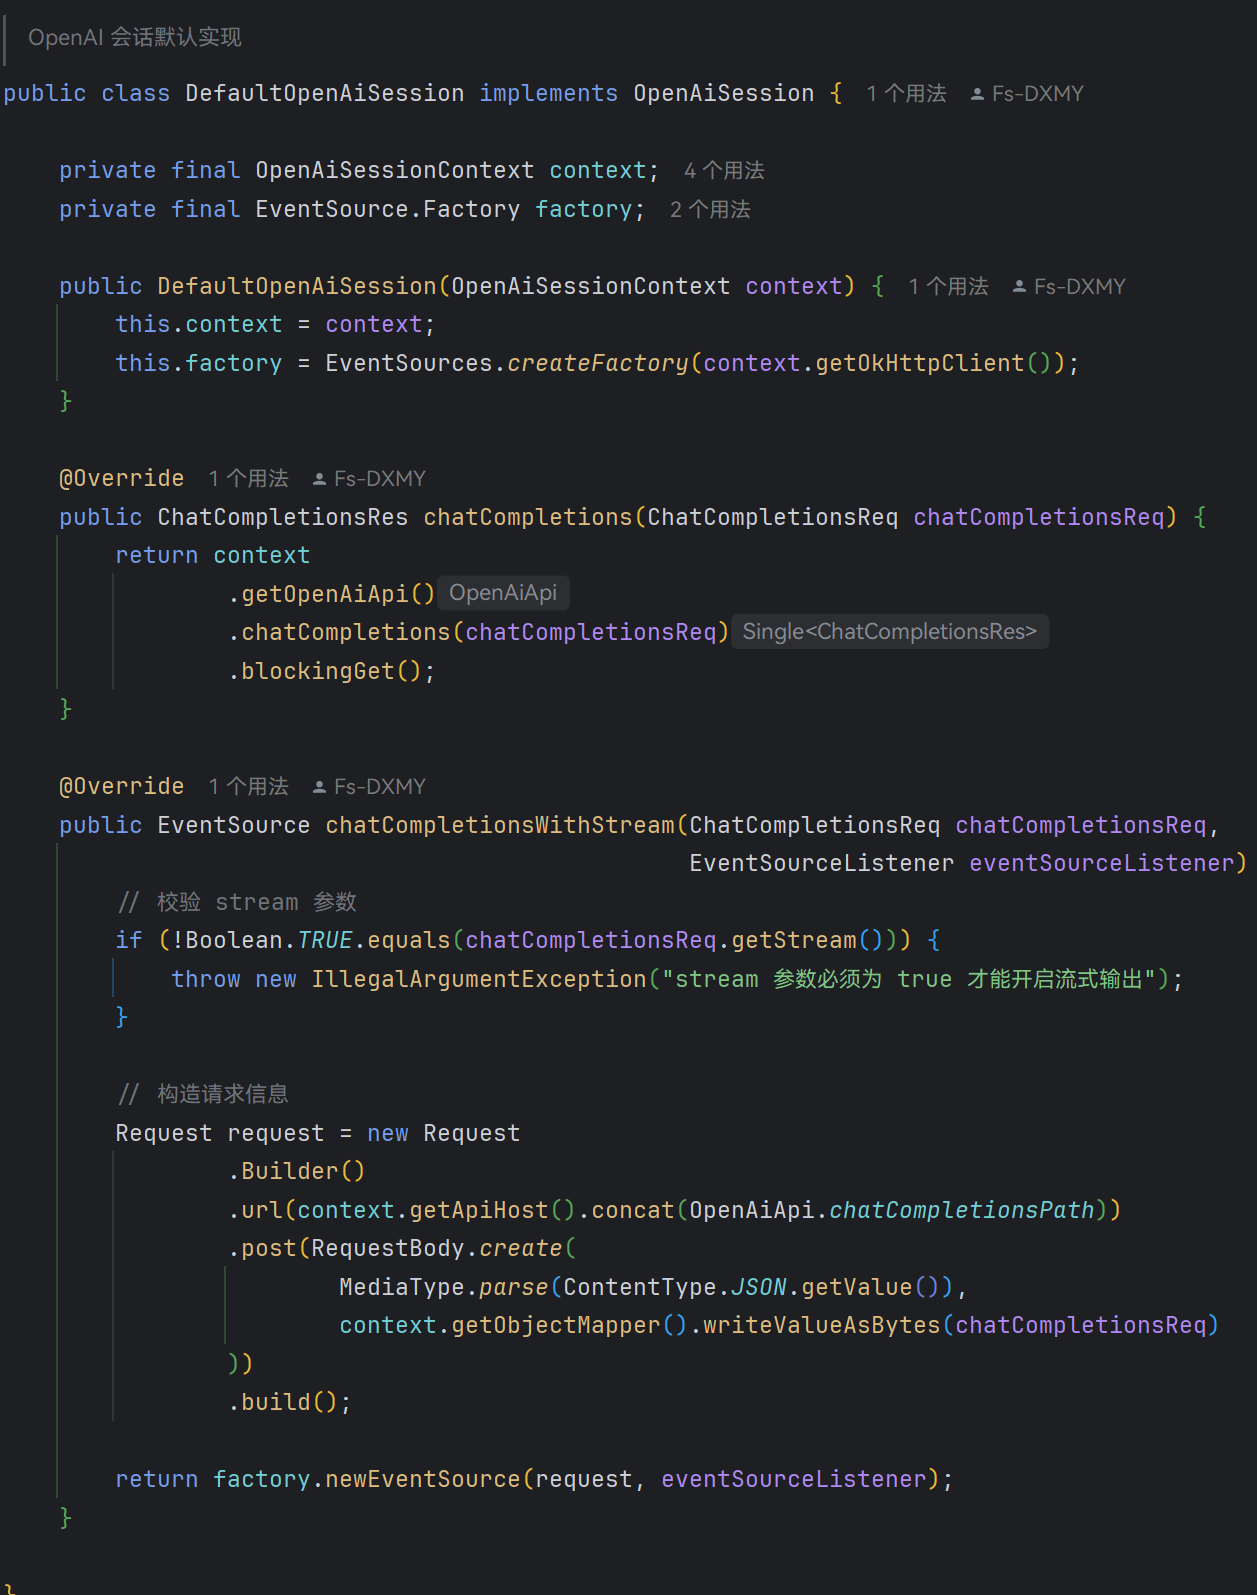 OpenAI 会话默认实现
public class DefaultOpenAiSession implements OpenAiSession { 1 个用法 Fs-DXMY
private final OpenAiSessionContext context; 4 个用法
private final EventSource.Factory factory; 2 个用法
public DefaultOpenAiSession(OpenAiSessionContext context) { 1 个用法 Fs-DXMY
this.context = context;
this.factory = EventSources.createFactory(context.getOkHttpClient());
}
@Override 1 个用法 Fs-DXMY
public ChatCompletionsRes chatCompletions(ChatCompletionsReq chatCompletionsReq) {
return context
.getOpenAiApi() OpenAiApi
.chatCompletions(chatCompletionsReq) Single<ChatCompletionsRes>
.blockingGet();
}
@Override 1 个用法 Fs-DXMY
public EventSource chatCompletionsWithStream(ChatCompletionsReq chatCompletionsReq,
EventSourceListener eventSourceListener)
// 校验 stream 参数
if (!Boolean.TRUE.equals(chatCompletionsReq.getStream())) {
throw new IllegalArgumentException("stream 参数必须为 true 才能开启流式输出");
}
// 构造请求信息
Request request = new Request
.Builder()
.url(context.getApiHost().concat(OpenAiApi.chatCompletionsPath))
.post(RequestBody.create(
MediaType.parse(ContentType.JSON.getValue()),
context.getObjectMapper().writeValueAsBytes(chatCompletionsReq)
))
.build();
return factory.newEventSource(request, eventSourceListener);
}
}